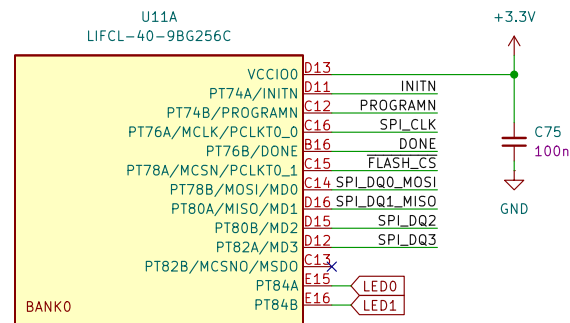 U11A
LIFCL-40-9BG256C
+3.3V
VCCIO0 D13
PT74A/INITN D11 INITN
PT74B/PROGRAMN C12 PROGRAMN
PT76A/MCLK/PCLKT0_0 C16 SPI_CLK
PT76B/DONE B16 DONE
PT78A/MCSN/PCLKT0_1 C15 FLASH_CS
PT78B/MOSI/MD0 C14 SPI_DQ0_MOSI
PT80A/MISO/MD1 D16 SPI_DQ1_MISO
PT80B/MD2 D15 SPI_DQ2
PT82A/MD3 D12 SPI_DQ3
PT82B/MCSNO/MSDO C13
PT84A E15 LED0
PT84B E16 LED1
BANK0
C75
100n
GND